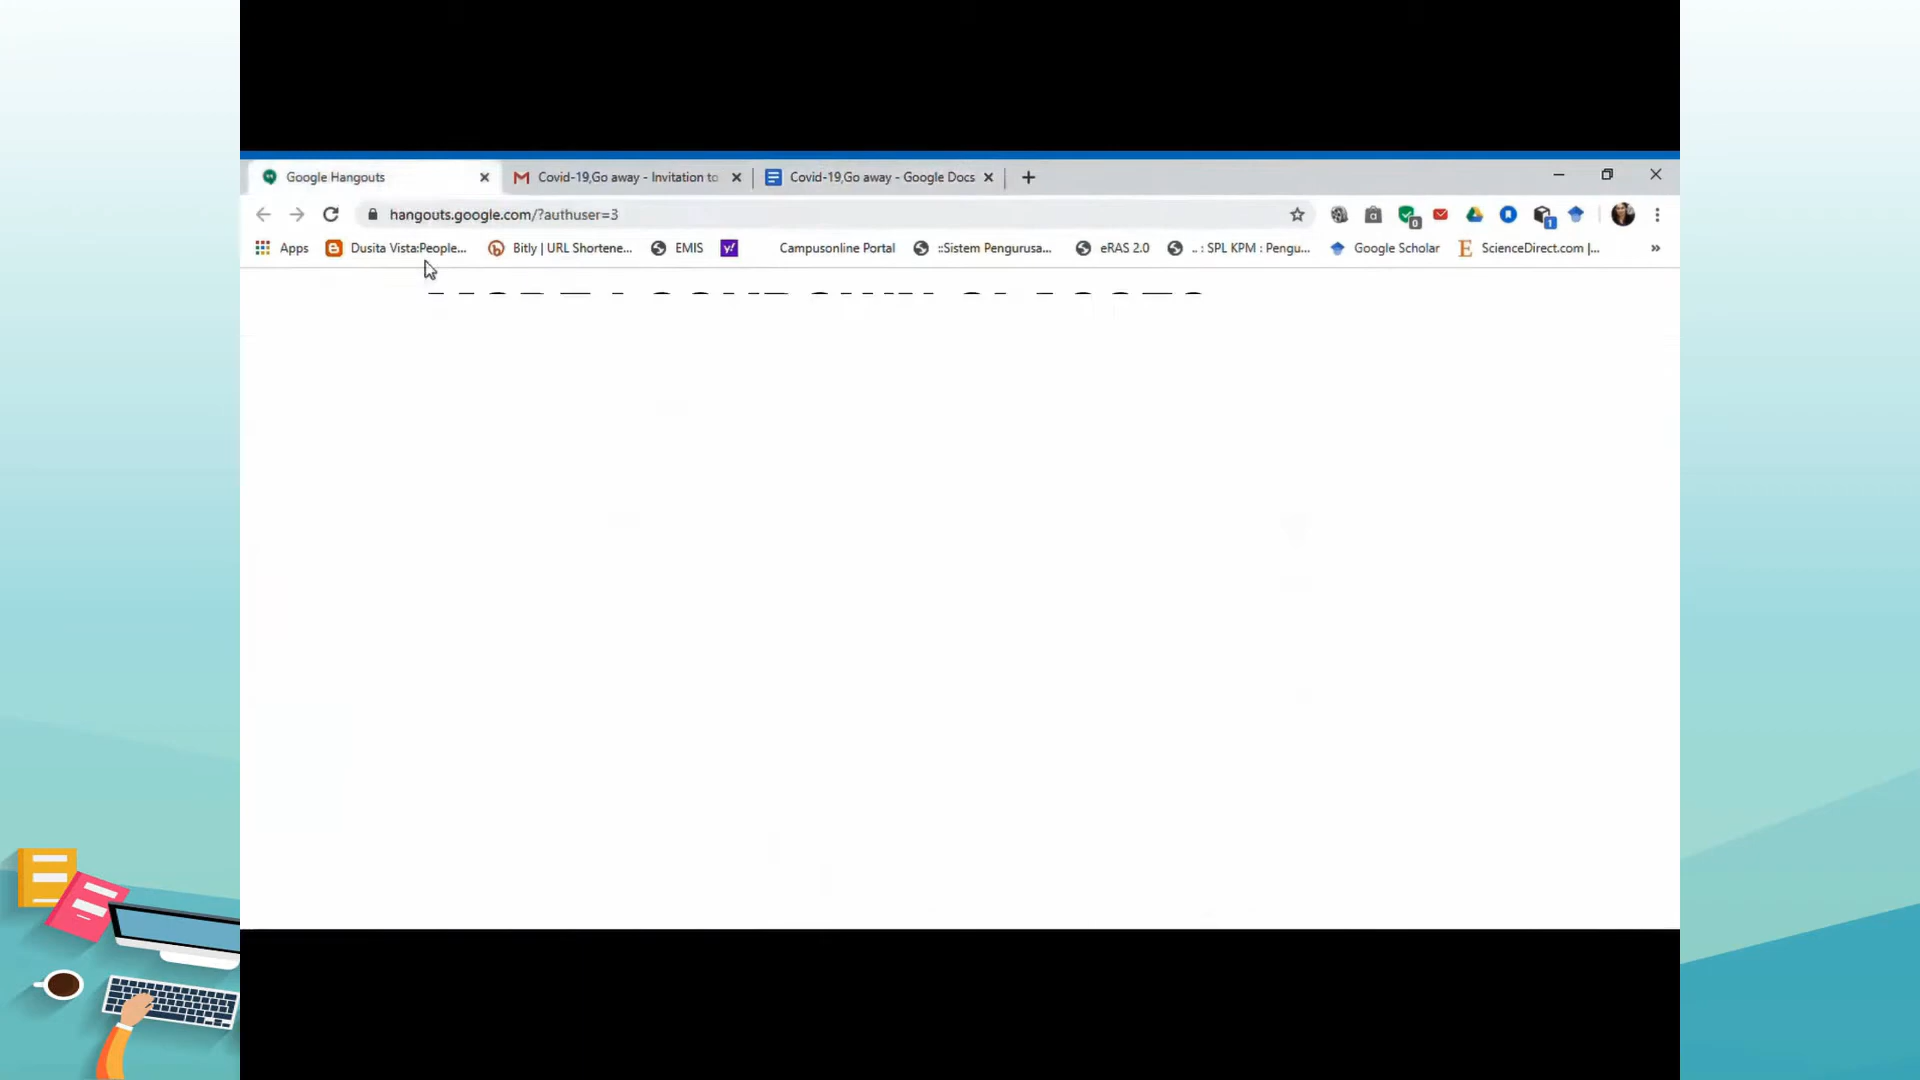 Google Hangouts
Covid-19,Go away - Invitation to
Covid-19,Go away - Google Docs
hangouts.google.com/?authuser=3
Apps Dusita Vista:People... Bitly | URL Shortene... EMIS y! Campusonline Portal ::Sistem Pengurusa... eRAS 2.0 .. : SPL KPM : Pengu... Google Scholar E ScienceDirect.com |... »
0
1